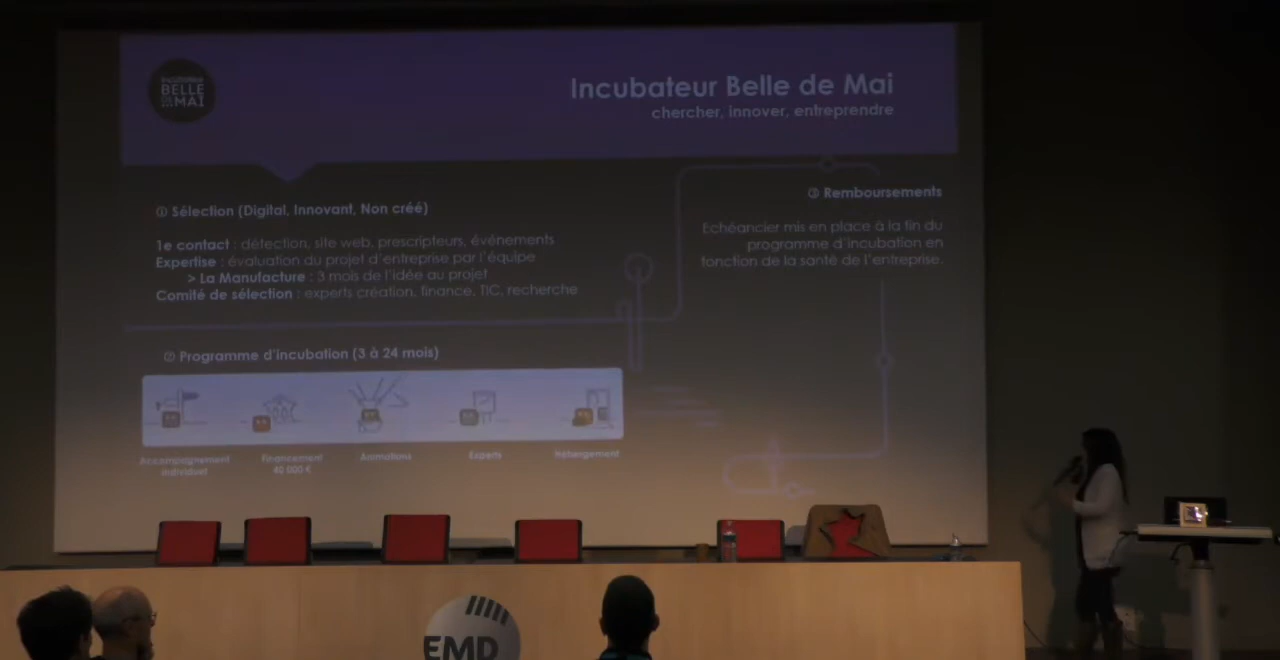 BELLE
DE MAI
Incubateur Belle de Mai
chercher, innover, entreprendre
① Sélection (Digital, Innovant, Non créé)
1e contact : détection, site web, prescripteurs, événements
Expertise : évaluation du projet d'entreprise par l'équipe
> La Manufacture : 3 mois de l'idée au projet
Comité de sélection : experts création, finance, TIC, recherche
② Programme d'incubation (3 à 24 mois)
Accompagnement
individuel
Financement
40 000 €
Animations
Experts
Hébergement
③ Remboursements
Echéancier mis en place à la fin du
programme d'incubation en
fonction de la santé de l'entreprise.
EMD